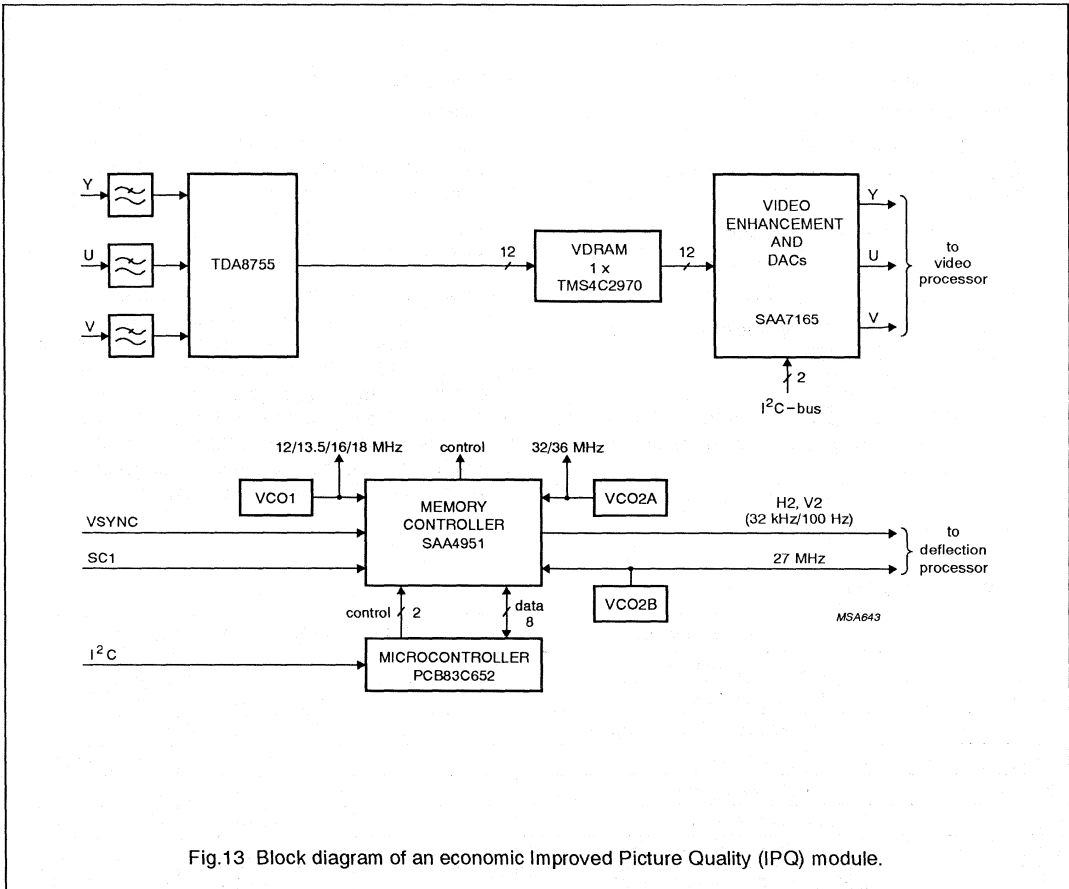 Y
U
V
TDA8755
12
VDRAM
1 x
TMS4C2970
12
VIDEO
ENHANCEMENT
AND
DACs
SAA7165
Y
U
V
to
video
processor
2
I²C-bus
12/13.5/16/18 MHz
control
32/36 MHz
VCO1
MEMORY
CONTROLLER
SAA4951
VCO2A
VSYNC
SC1
H2, V2
(32 kHz/100 Hz)
27 MHz
to
deflection
processor
VCO2B
control
2
data
8
MSA643
I²C
MICROCONTROLLER
PCB83C652
Fig.13 Block diagram of an economic Improved Picture Quality (IPQ) module.